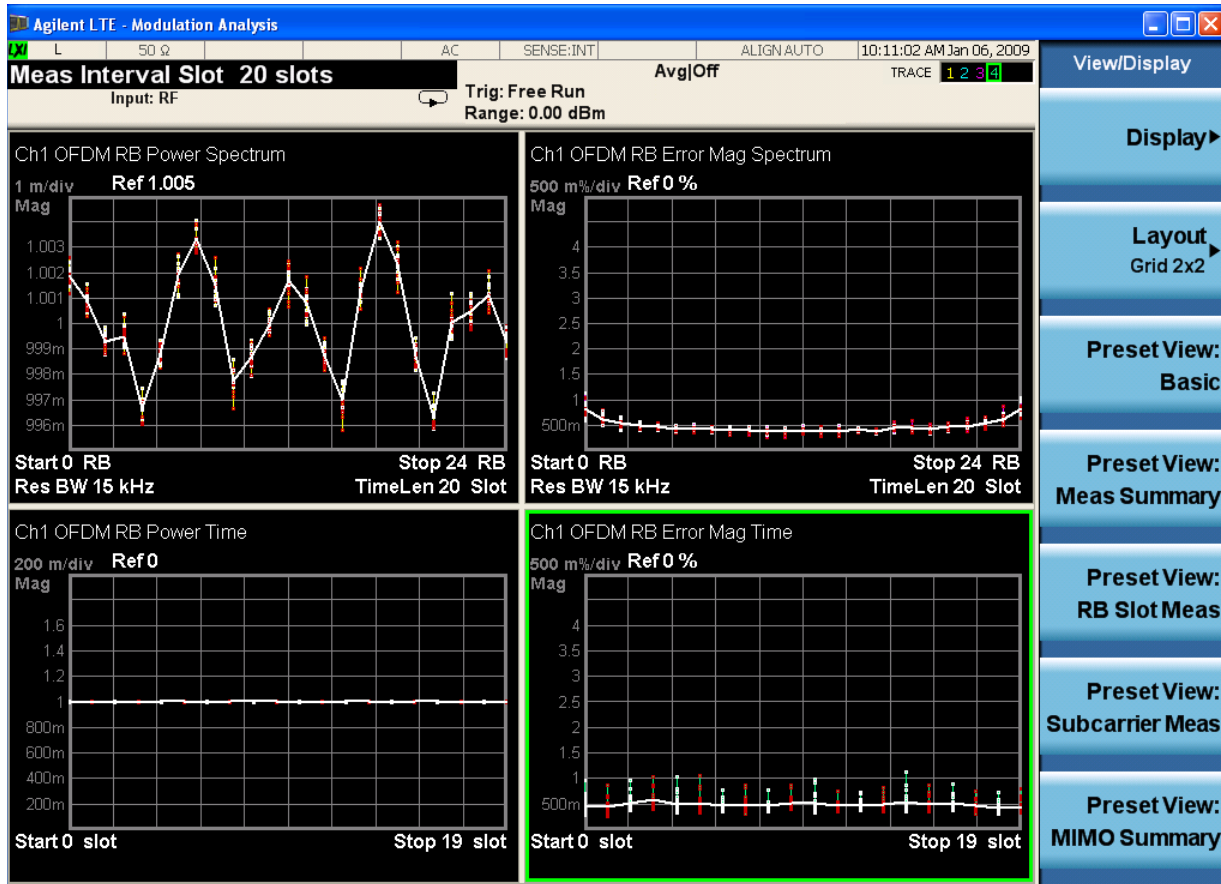 Agilent LTE - Modulation Analysis
LXI L 50 Ω AC SENSE:INT ALIGN AUTO 10:11:02 AM Jan 06, 2009
Meas Interval Slot 20 slots
Input: RF
Trig: Free Run
Range: 0.00 dBm
Avg|Off
TRACE 1 2 3 4
Ch1 OFDM RB Power Spectrum
1 m/div Ref 1.005
Mag
1.003
1.002
1.001
1
999m
998m
997m
996m
Start 0 RB Stop 24 RB
Res BW 15 kHz TimeLen 20 Slot
Ch1 OFDM RB Error Mag Spectrum
500 m%/div Ref 0 %
Mag
4
3.5
3
2.5
2
1.5
1
500m
Start 0 RB Stop 24 RB
Res BW 15 kHz TimeLen 20 Slot
Ch1 OFDM RB Power Time
200 m/div Ref 0
Mag
1.6
1.4
1.2
1
800m
600m
400m
200m
Start 0 slot Stop 19 slot
Ch1 OFDM RB Error Mag Time
500 m%/div Ref 0 %
Mag
4
3.5
3
2.5
2
1.5
1
500m
Start 0 slot Stop 19 slot
View/Display
Display
Layout
Grid 2x2
Preset View:
Basic
Preset View:
Meas Summary
Preset View:
RB Slot Meas
Preset View:
Subcarrier Meas
Preset View:
MIMO Summary